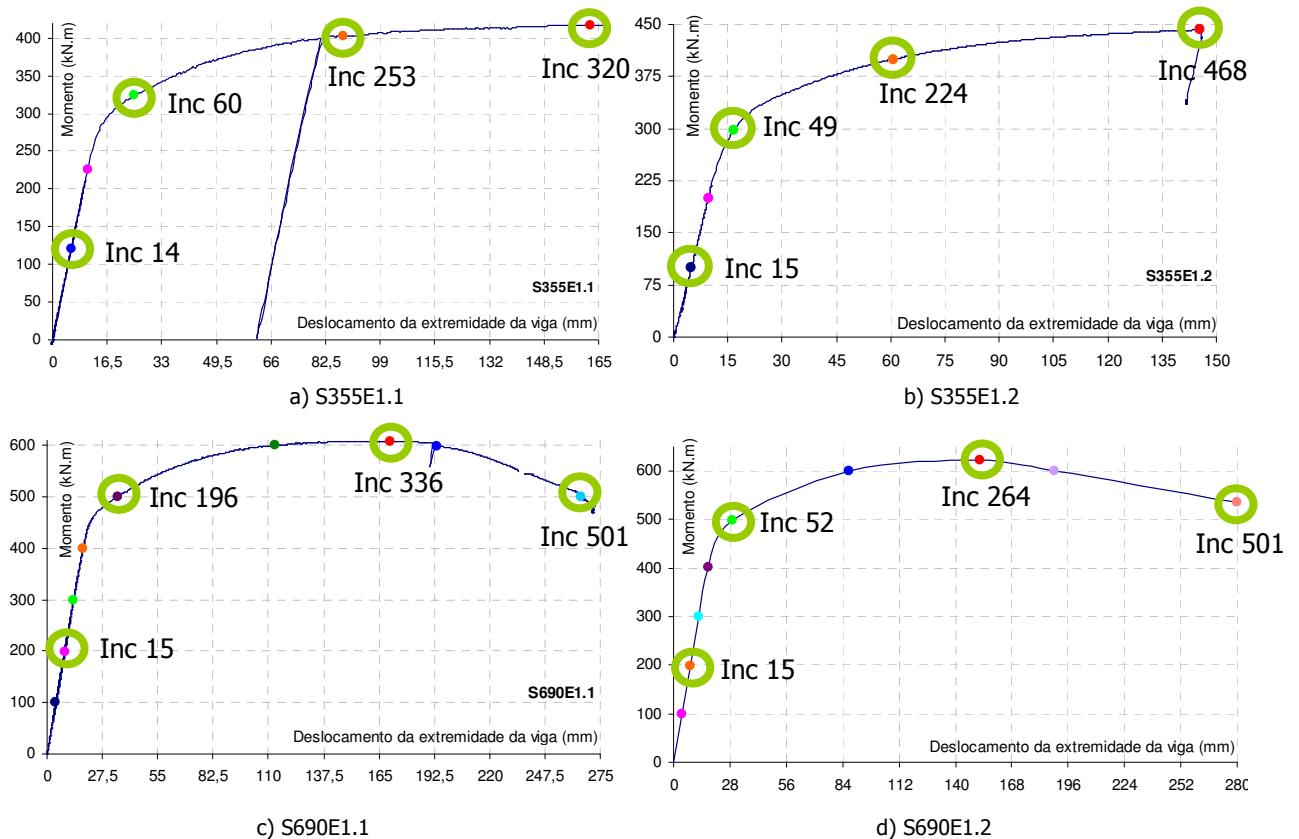 450
400
350
300
250
200
150
100
50
0
Momento (kN.m)
Inc 60
Inc 253
Inc 320
Inc 14
S355E1.1
Deslocamento da extremidade da viga (mm)
0 16,5 33 49,5 66 82,5 99 115,5 132 148,5 165
a) S355E1.1
450
375
300
225
150
75
0
Momento (kN.m)
Inc 468
Inc 224
Inc 49
Inc 15
S355E1.2
Deslocamento da extremidade da viga (mm)
0 15 30 45 60 75 90 105 120 135 150
b) S355E1.2
600
500
400
300
200
100
0
Momento (kN.m)
Inc 196
Inc 336
Inc 501
Inc 15
S690E1.1
Deslocamento da extremidade da viga (mm)
0 27,5 55 82,5 110 137,5 165 192,5 220 247,5 275
c) S690E1.1
600
500
400
300
200
100
0
Momento (kN.m)
Inc 52
Inc 264
Inc 501
Inc 15
Deslocamento da extremidade da viga (mm)
0 28 56 84 112 140 168 196 224 252 280
d) S690E1.2